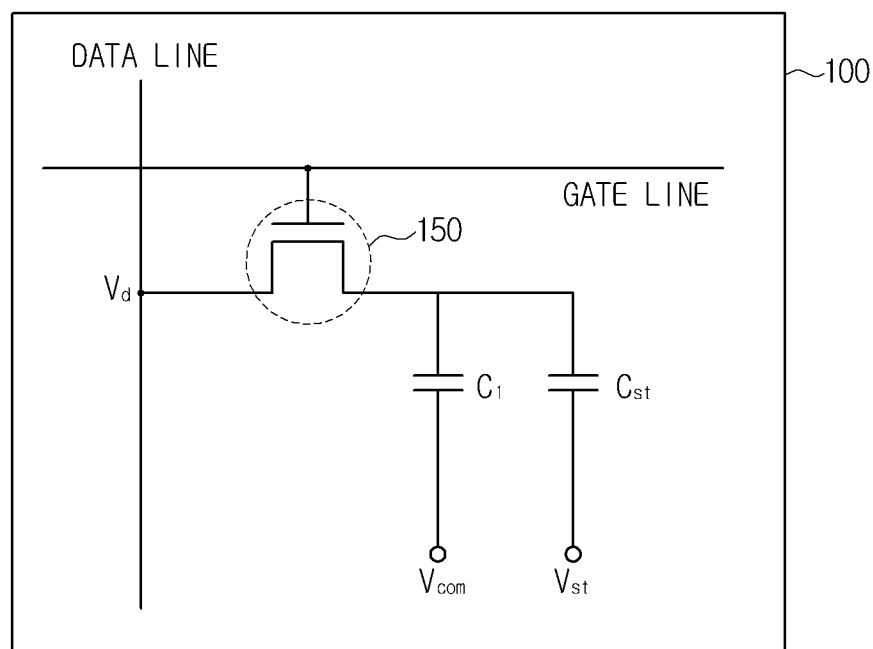 DATA LINE
100
GATE LINE
150
Vd
C1
Cst
Vcom
Vst